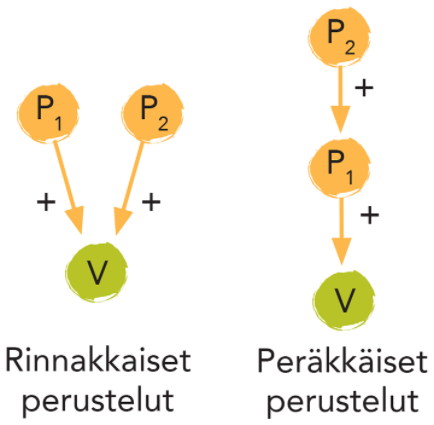 P1 P2
+ +
V
Rinnakkaiset
perustelut
P2
+
P1
+
V
Peräkkäiset
perustelut